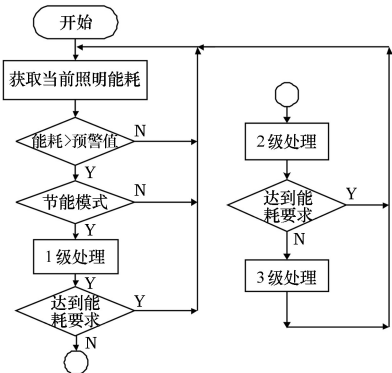 开始
获取当前照明能耗
能耗>预警值
N
Y
节能模式
N
Y
1级处理
Y
达到能
耗要求
Y
N
2级处理
达到能
耗要求
Y
N
3级处理